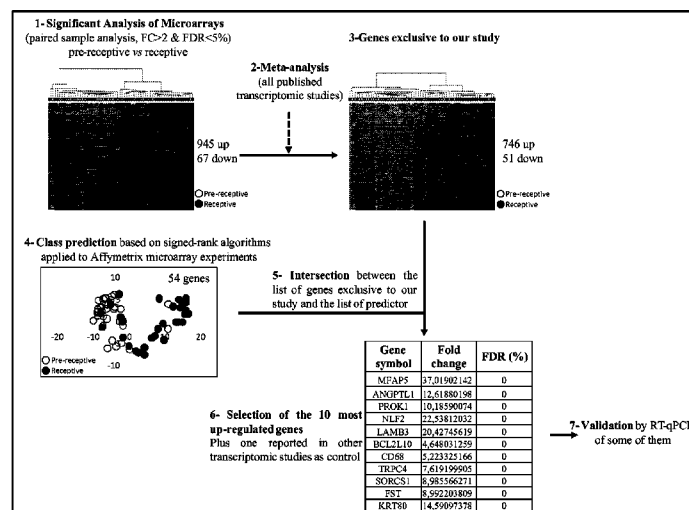 1- Significant Analysis of Microarrays
(paired sample analysis, FC>2 & FDR<5%)
pre-receptive vs receptive
2-Meta-analysis
(all published
transcriptomic studies)
3-Genes exclusive to our study
945 up
67 down
Pre-receptive
Receptive
746 up
51 down
Pre-receptive
Receptive
4- Class prediction based on signed-rank algorithms
applied to Affymetrix microarray experiments
10
54 genes
-20
-10
0
10
20
-10
Pre-receptive
Receptive
5- Intersection between the
list of genes exclusive to our
study and the list of predictor
6- Selection of the 10 most
up-regulated genes
Plus one reported in other
transcriptomic studies as control
Gene symbol Fold change FDR (%)
MFAP5 37,01902142 0
ANGPTL1 12,61880198 0
PROK1 10,18590074 0
NLF2 22,53812032 0
LAMB3 20,42745619 0
BCL2L10 4,648031259 0
CD68 5,223325166 0
TRPC4 7,619199905 0
SORCS1 8,985566271 0
FST 8,992203809 0
KRT80 14,59097378 0
7- Validation by RT-qPCR
of some of them